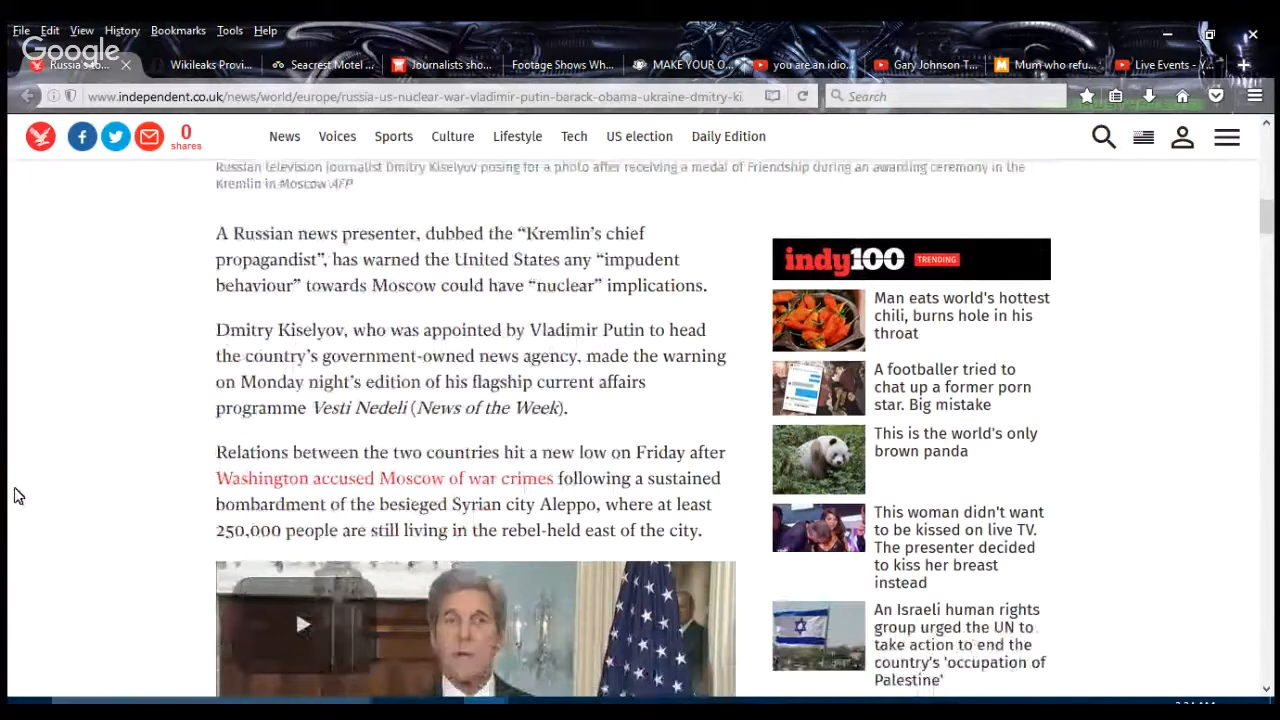 File Edit View History Bookmarks Tools Help
Google
Russia's to...
Wikileaks Provi...
Seacrest Motel ...
Journalists sho...
Footage Shows Wh...
MAKE YOUR O...
you are an idio...
Gary Johnson T...
Mum who refu...
Live Events - Y...
www.independent.co.uk/news/world/europe/russia-us-nuclear-war-vladimir-putin-barack-obama-ukraine-dmitry-ki
Search
0
shares
News Voices Sports Culture Lifestyle Tech US election Daily Edition
Russian television journalist Dmitry Kiselyov posing for a photo after receiving a medal of Friendship during an awarding ceremony in the
Kremlin in Moscow AFP
A Russian news presenter, dubbed the “Kremlin’s chief
propagandist”, has warned the United States any “impudent
behaviour” towards Moscow could have “nuclear” implications.
Dmitry Kiselyov, who was appointed by Vladimir Putin to head
the country’s government-owned news agency, made the warning
on Monday night’s edition of his flagship current affairs
programme Vesti Nedeli (News of the Week).
Relations between the two countries hit a new low on Friday after
Washington accused Moscow of war crimes following a sustained
bombardment of the besieged Syrian city Aleppo, where at least
250,000 people are still living in the rebel-held east of the city.
indy100 TRENDING
Man eats world's hottest
chili, burns hole in his
throat
A footballer tried to
chat up a former porn
star. Big mistake
This is the world's only
brown panda
This woman didn't want
to be kissed on live TV.
The presenter decided
to kiss her breast
instead
An Israeli human rights
group urged the UN to
take action to end the
country's 'occupation of
Palestine'